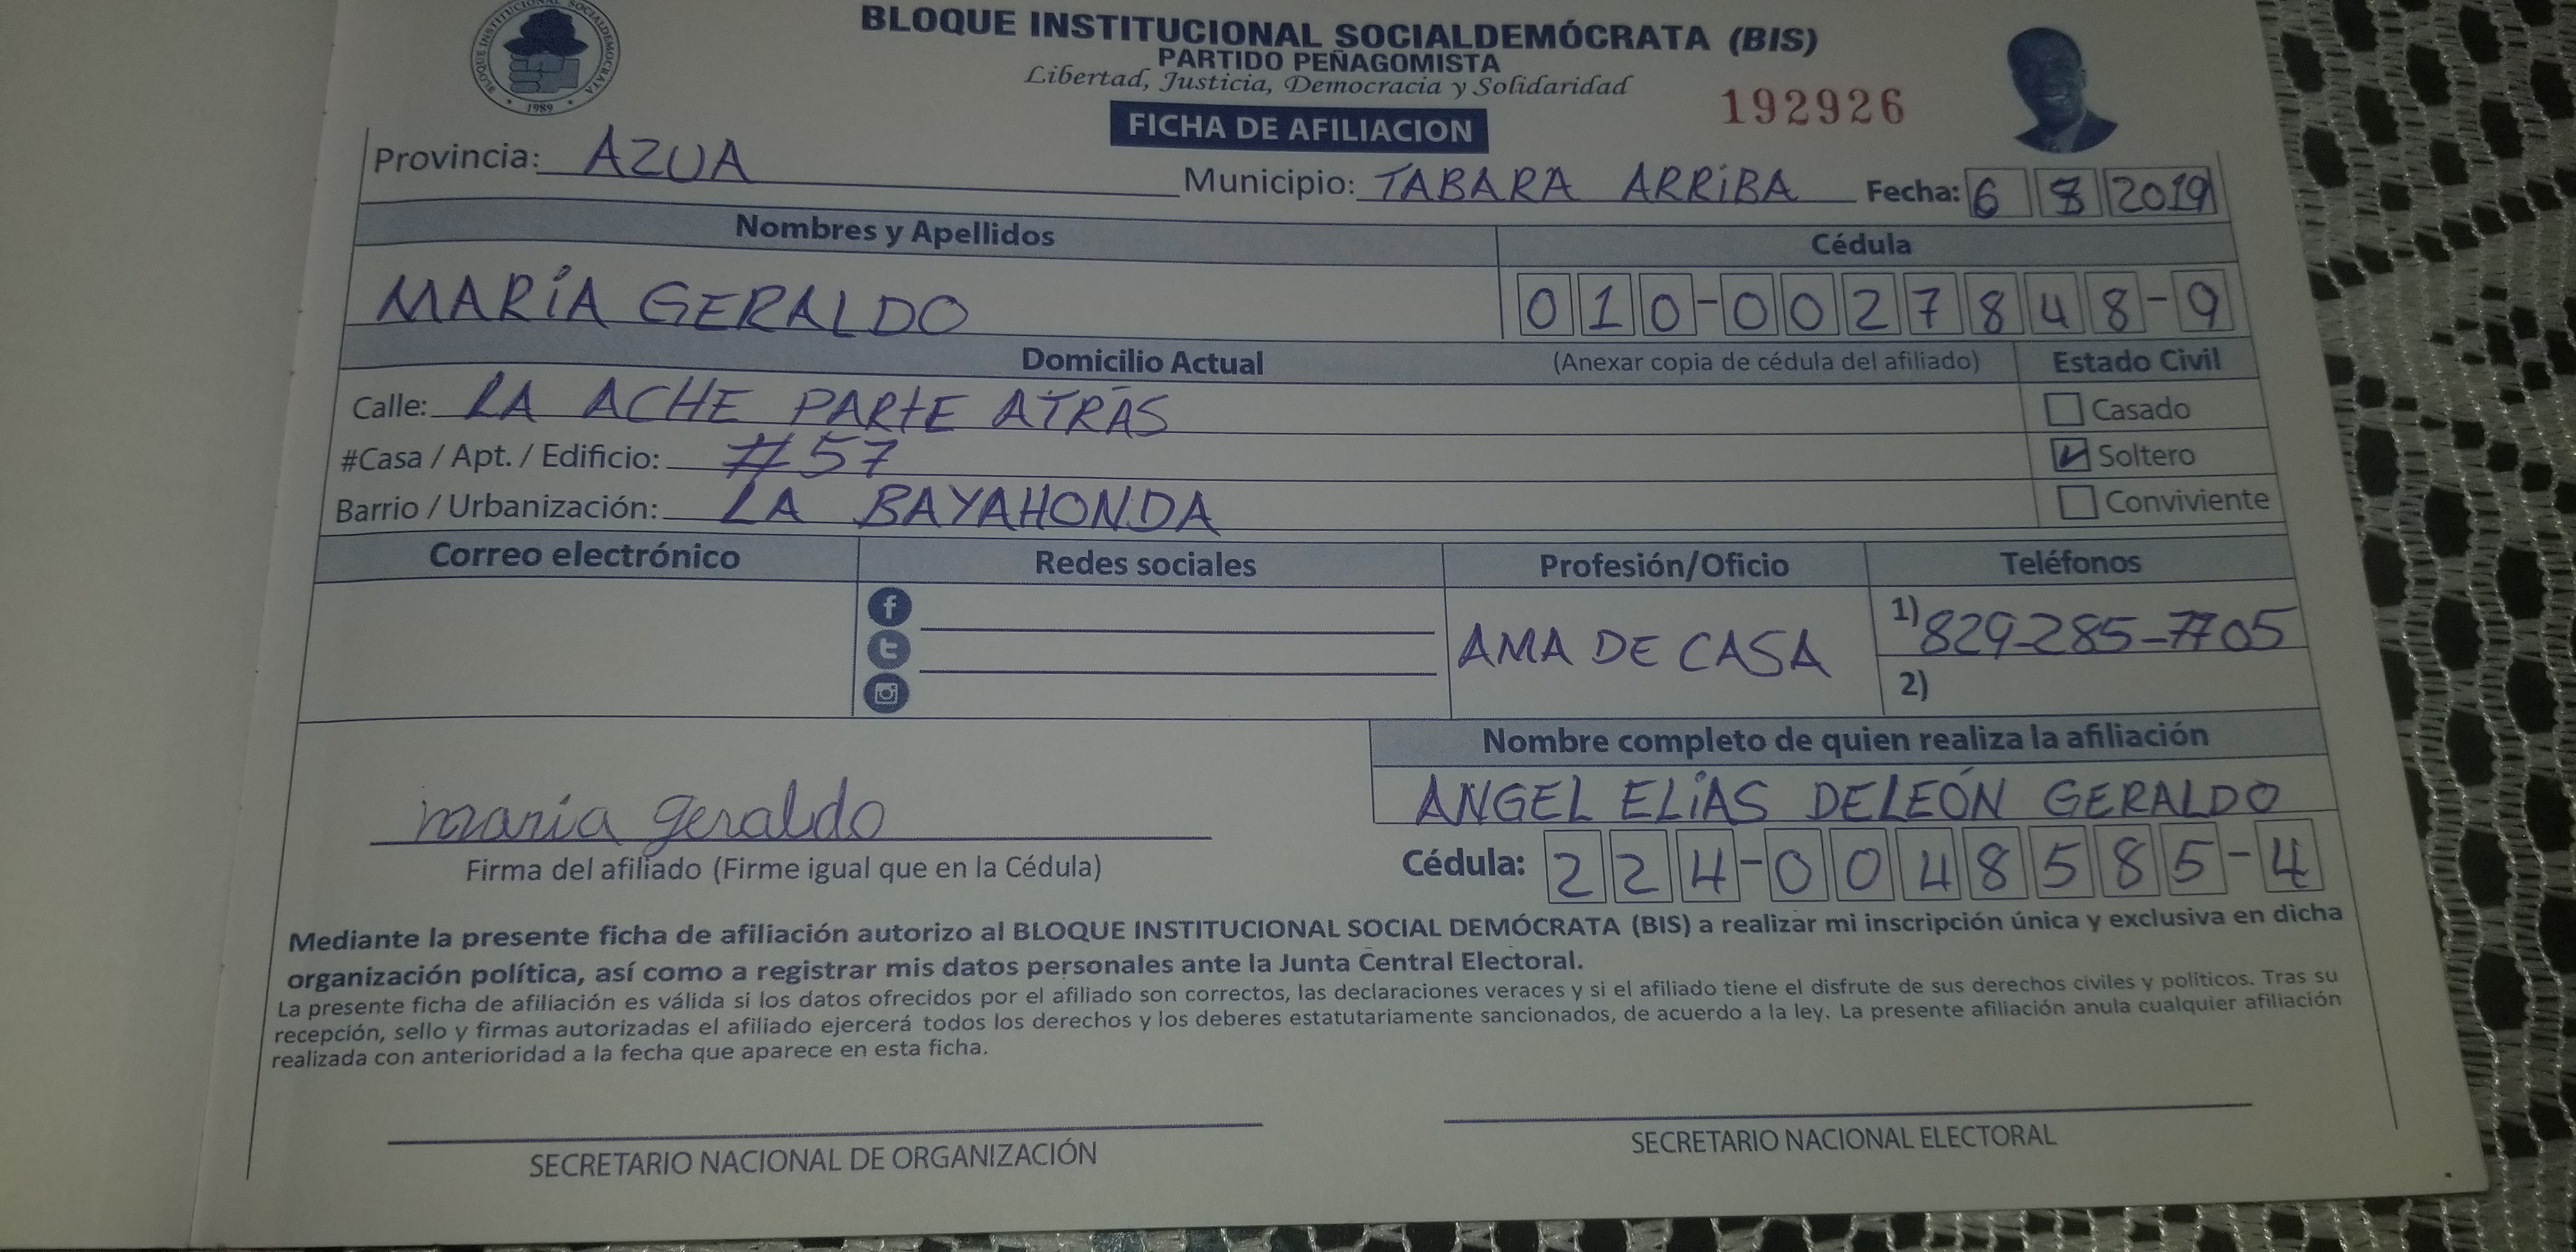 BLOQUE INSTITUCIONAL SOCIALDEMÓCRATA
1989
BLOQUE INSTITUCIONAL SOCIALDEMÓCRATA (BIS)
PARTIDO PEÑAGOMISTA
Libertad, Justicia, Democracia y Solidaridad
192926
FICHA DE AFILIACION
Provincia: AZUA
Municipio: TABARA ARRiBA Fecha: 6 8 2019
Nombres y Apellidos Cédula
MARÍA GERALDO 010-0027848-9
Domicilio Actual (Anexar copia de cédula del afiliado) Estado Civil
Calle: LA ACHE PARTE ATRÁS Casado
#Casa / Apt. / Edificio: #57 Soltero
Barrio / Urbanización: LA BAYAHONDA Conviviente
Correo electrónico Redes sociales Profesión/Oficio Teléfonos
AMA DE CASA 1) 829-285-7705
2)
Nombre completo de quien realiza la afiliación
ANGEL ELiAS DELEÓN GERALDO
maria geraldo
Firma del afiliado (Firme igual que en la Cédula)
Cédula: 224-0048585-4
Mediante la presente ficha de afiliación autorizo al BLOQUE INSTITUCIONAL SOCIAL DEMÓCRATA (BIS) a realizar mi inscripción única y exclusiva en dicha
organización política, así como a registrar mis datos personales ante la Junta Central Electoral.
La presente ficha de afiliación es válida si los datos ofrecidos por el afiliado son correctos, las declaraciones veraces y si el afiliado tiene el disfrute de sus derechos civiles y políticos. Tras su
recepción, sello y firmas autorizadas el afiliado ejercerá todos los derechos y los deberes estatutariamente sancionados, de acuerdo a la ley. La presente afiliación anula cualquier afiliación
realizada con anterioridad a la fecha que aparece en esta ficha.
SECRETARIO NACIONAL DE ORGANIZACIÓN
SECRETARIO NACIONAL ELECTORAL